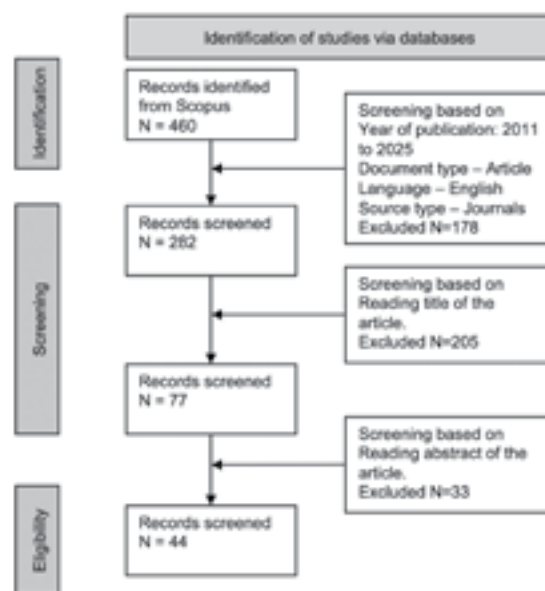 Identification of studies via databases
Identification
Records identified
from Scopus
N = 460
Screening based on
Year of publication: 2011
to 2025
Document type – Article
Language – English
Source type – Journals
Excluded N=178
Screening
Records screened
N = 282
Screening based on
Reading title of the
article.
Excluded N=205
Records screened
N = 77
Screening based on
Reading abstract of the
article.
Excluded N=33
Eligibility
Records screened
N = 44